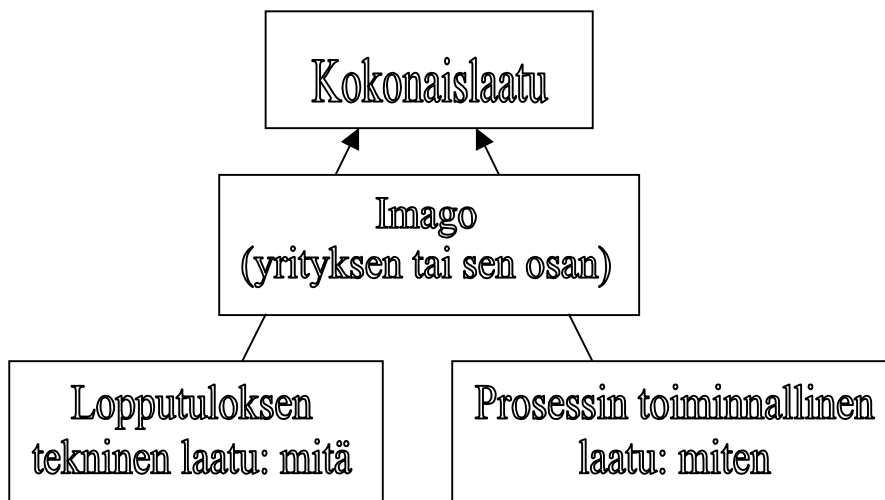 Kokonaislaatu
Imago
(yrityksen tai sen osan)
Lopputuloksen
tekninen laatu: mitä
Prosessin toiminnallinen
laatu: miten